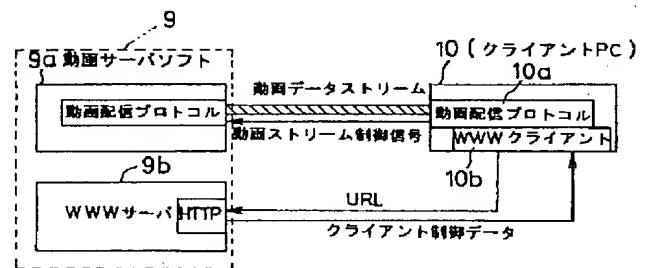 9
9a 動画サーバソフト
動画配信プロトコル
9b
WWWサーバ HTTP
動画データストリーム
動画ストリーム制御信号
URL
クライアント制御データ
10(クライアントPC)
10a
動画配信プロトコル
WWWクライアント
10b